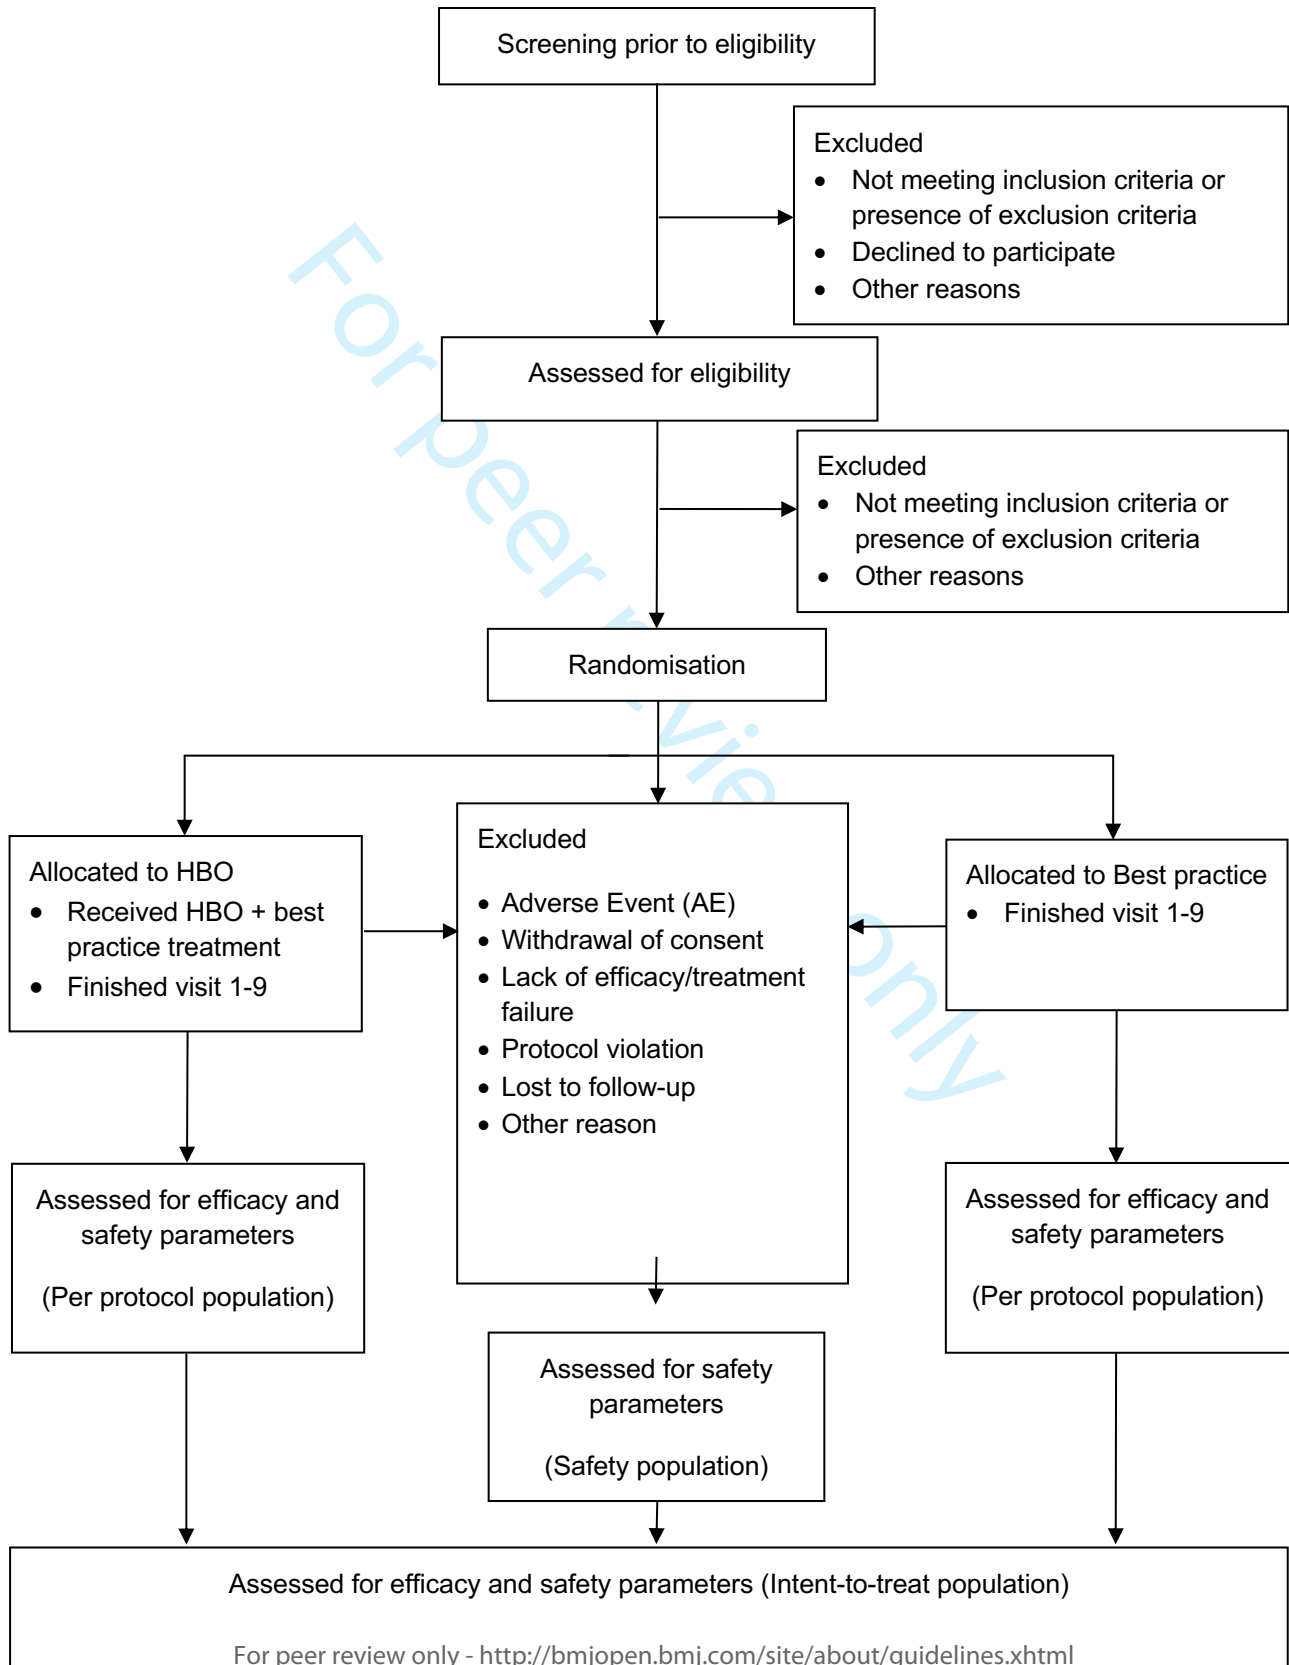 Screening prior to eligibility
Excluded
• Not meeting inclusion criteria or
presence of exclusion criteria
• Declined to participate
• Other reasons
Assessed for eligibility
Excluded
• Not meeting inclusion criteria or
presence of exclusion criteria
• Other reasons
Randomisation
Allocated to HBO
• Received HBO + best
practice treatment
• Finished visit 1-9
Excluded
• Adverse Event (AE)
• Withdrawal of consent
• Lack of efficacy/treatment
failure
• Protocol violation
• Lost to follow-up
• Other reason
Allocated to Best practice
• Finished visit 1-9
Assessed for efficacy and
safety parameters
(Per protocol population)
Assessed for safety
parameters
(Safety population)
Assessed for efficacy and
safety parameters
(Per protocol population)
Assessed for efficacy and safety parameters (Intent-to-treat population)
For peer review only
For peer review only - http://bmjopen.bmj.com/site/about/guidelines.xhtml